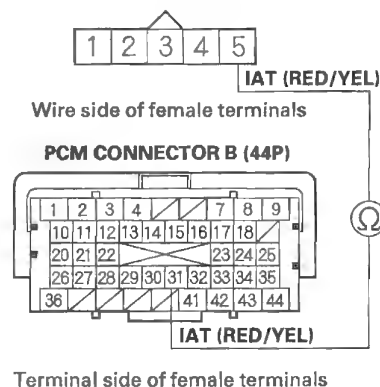 1 2 3 4 5
IAT (RED/YEL)
Wire side of female terminals
PCM CONNECTOR B (44P)
1 2 3 4 7 8 9
10 11 12 13 14 15 16 17 18
20 21 22 23 24 25
26 27 28 29 30 31 32 33 34 35
36 41 42 43 44
Ω
IAT (RED/YEL)
Terminal side of female terminals